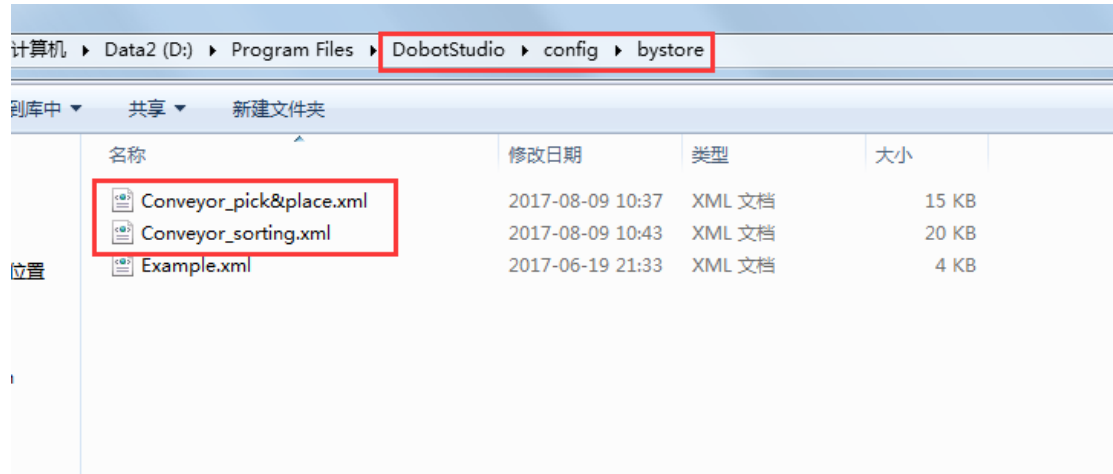 计算机 ▸ Data2 (D:) ▸ Program Files ▸ DobotStudio ▸ config ▸ bystore
到库中 ▼ 共享 ▼ 新建文件夹
名称 修改日期 类型 大小
Conveyor_pick&place.xml 2017-08-09 10:37 XML 文档 15 KB
Conveyor_sorting.xml 2017-08-09 10:43 XML 文档 20 KB
Example.xml 2017-06-19 21:33 XML 文档 4 KB
位置